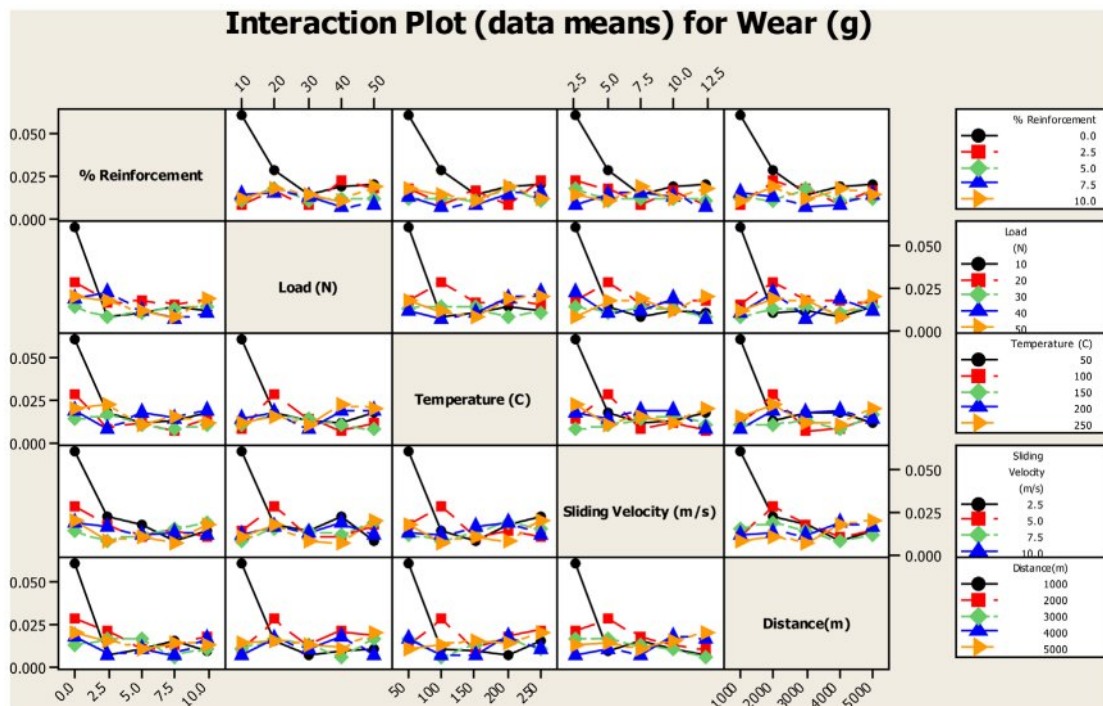 Interaction Plot (data means) for Wear (g)
10 20 30 40 50 2.5 5.0 7.5 10.0 12.5
0.050
0.025
0.000
% Reinforcement
% Reinforcement
0.0
2.5
5.0
7.5
10.0
Load (N)
0.050
0.025
0.000
Load
(N)
10
20
30
40
50
0.050
0.025
0.000
Temperature (C)
Temperature (C)
50
100
150
200
250
Sliding Velocity (m/s)
0.050
0.025
0.000
Sliding
Velocity
(m/s)
2.5
5.0
7.5
10.0
0.050
0.025
0.000
Distance(m)
Distance(m)
1000
2000
3000
4000
5000
0.0 2.5 5.0 7.5 10.0 50 100 150 200 250 1000 2000 3000 4000 5000